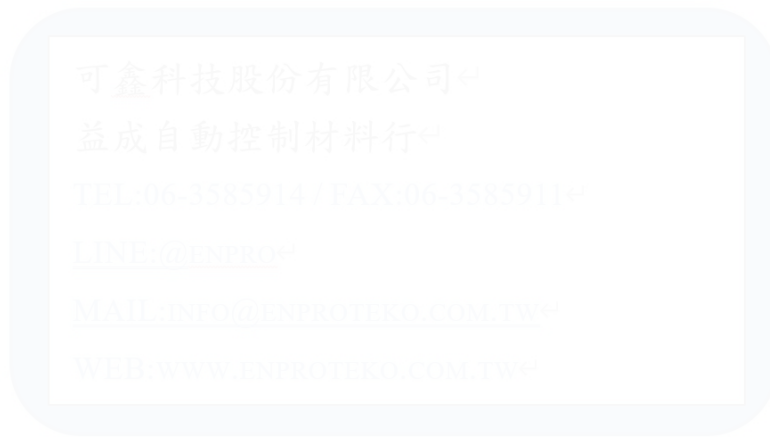 可鑫科技股份有限公司
益成自動控制材料行
TEL:06-3585914 / FAX:06-3585911
LINE:@ENPRO
MAIL:INFO@ENPROTEKO.COM.TW
WEB:WWW.ENPROTEKO.COM.TW